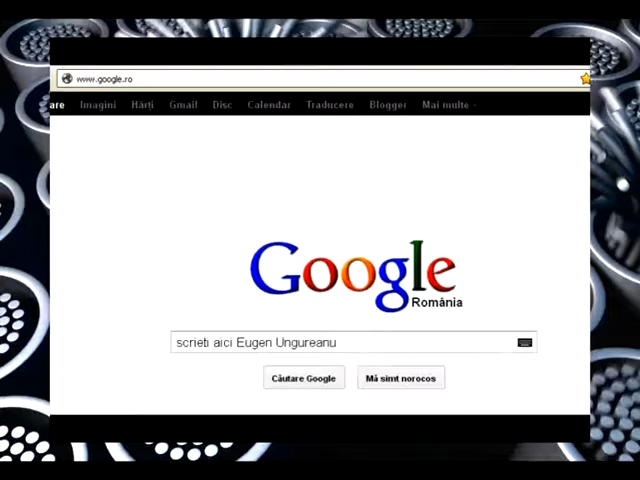 www.google.ro
are Imagini Hărți Gmail Disc Calendar Traducere Blogger Mai multe
Google
România
scrieti aici Eugen Ungureanu
Căutare Google Mă simt norocos